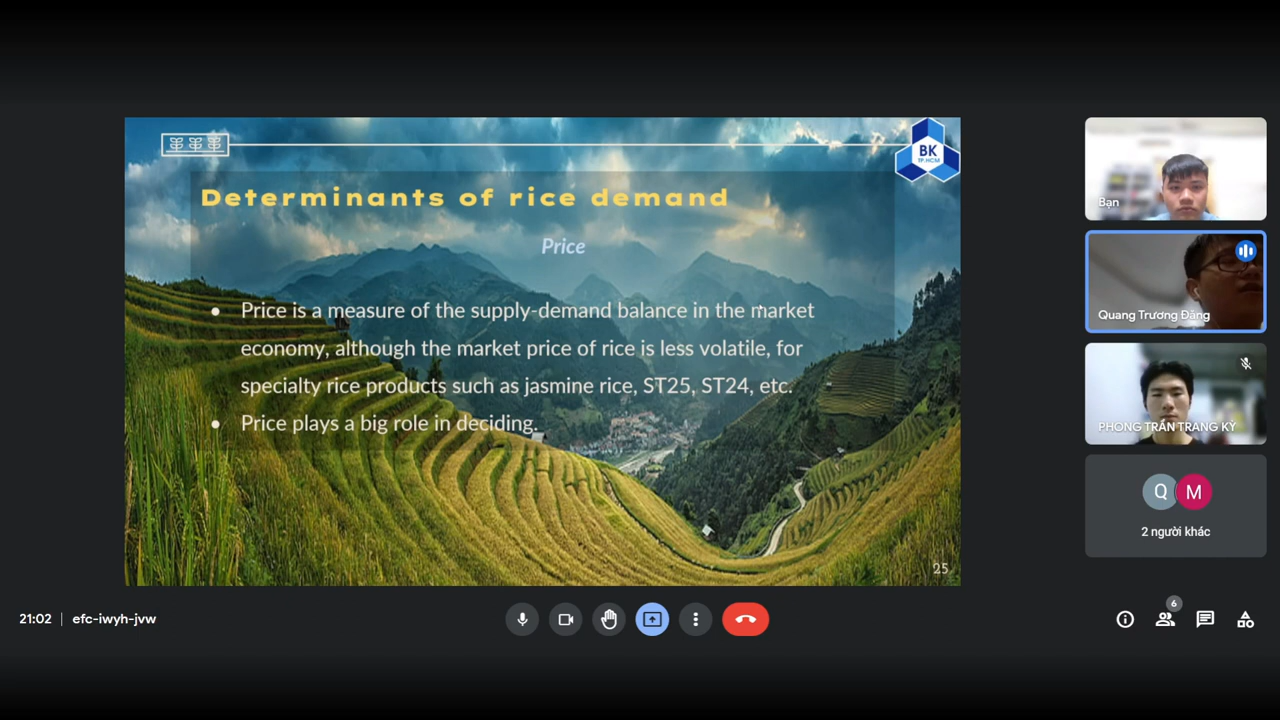 BK
TP.HCM
Determinants of rice demand
Price
• Price is a measure of the supply-demand balance in the market
economy, although the market price of rice is less volatile, for
specialty rice products such as jasmine rice, ST25, ST24, etc.
• Price plays a big role in deciding.
25
Bạn
Quang Trương Đăng
PHONG TRẦN TRANG KỲ
Q
M
2 người khác
21:02
efc-iwyh-jvw
6